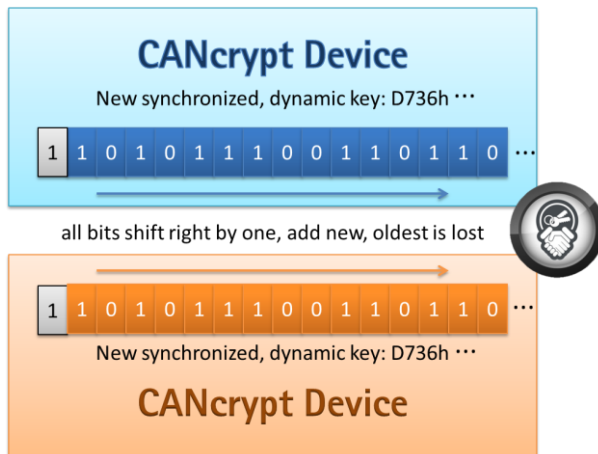 CANcrypt Device
New synchronized, dynamic key: D736h ···
1 1 0 1 0 1 1 1 0 0 1 1 0 1 1 0 ···
all bits shift right by one, add new, oldest is lost
1 1 0 1 0 1 1 1 0 0 1 1 0 1 1 0 ···
New synchronized, dynamic key: D736h ···
CANcrypt Device